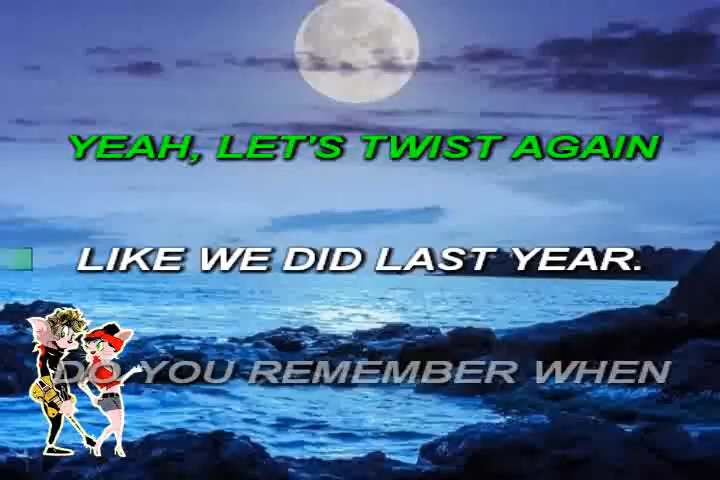 YEAH, LET'S TWIST AGAIN
LIKE WE DID LAST YEAR.
DO YOU REMEMBER WHEN